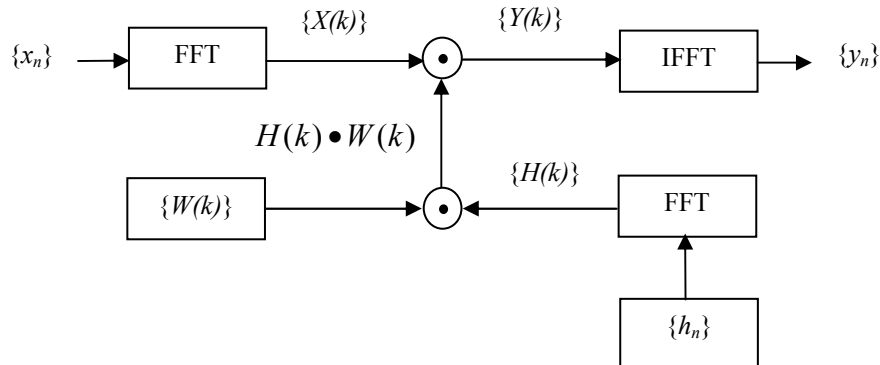 {X(k)}
{Y(k)}
{xₙ}
FFT
IFFT
{yₙ}
H(k)•W(k)
{H(k)}
{W(k)}
FFT
{hₙ}